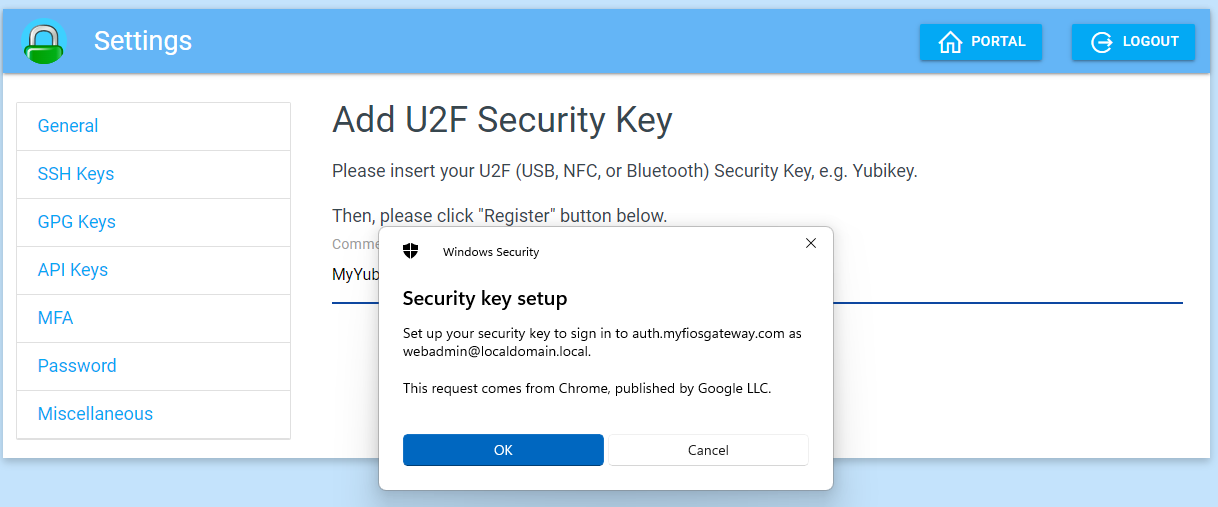 Settings
PORTAL
LOGOUT
General
SSH Keys
GPG Keys
API Keys
MFA
Password
Miscellaneous
Add U2F Security Key
Please insert your U2F (USB, NFC, or Bluetooth) Security Key, e.g. Yubikey.
Then, please click "Register" button below.
Comme
MyYub
Windows Security
Security key setup
Set up your security key to sign in to auth.myfiosgateway.com as
webadmin@localdomain.local.
This request comes from Chrome, published by Google LLC.
OK
Cancel